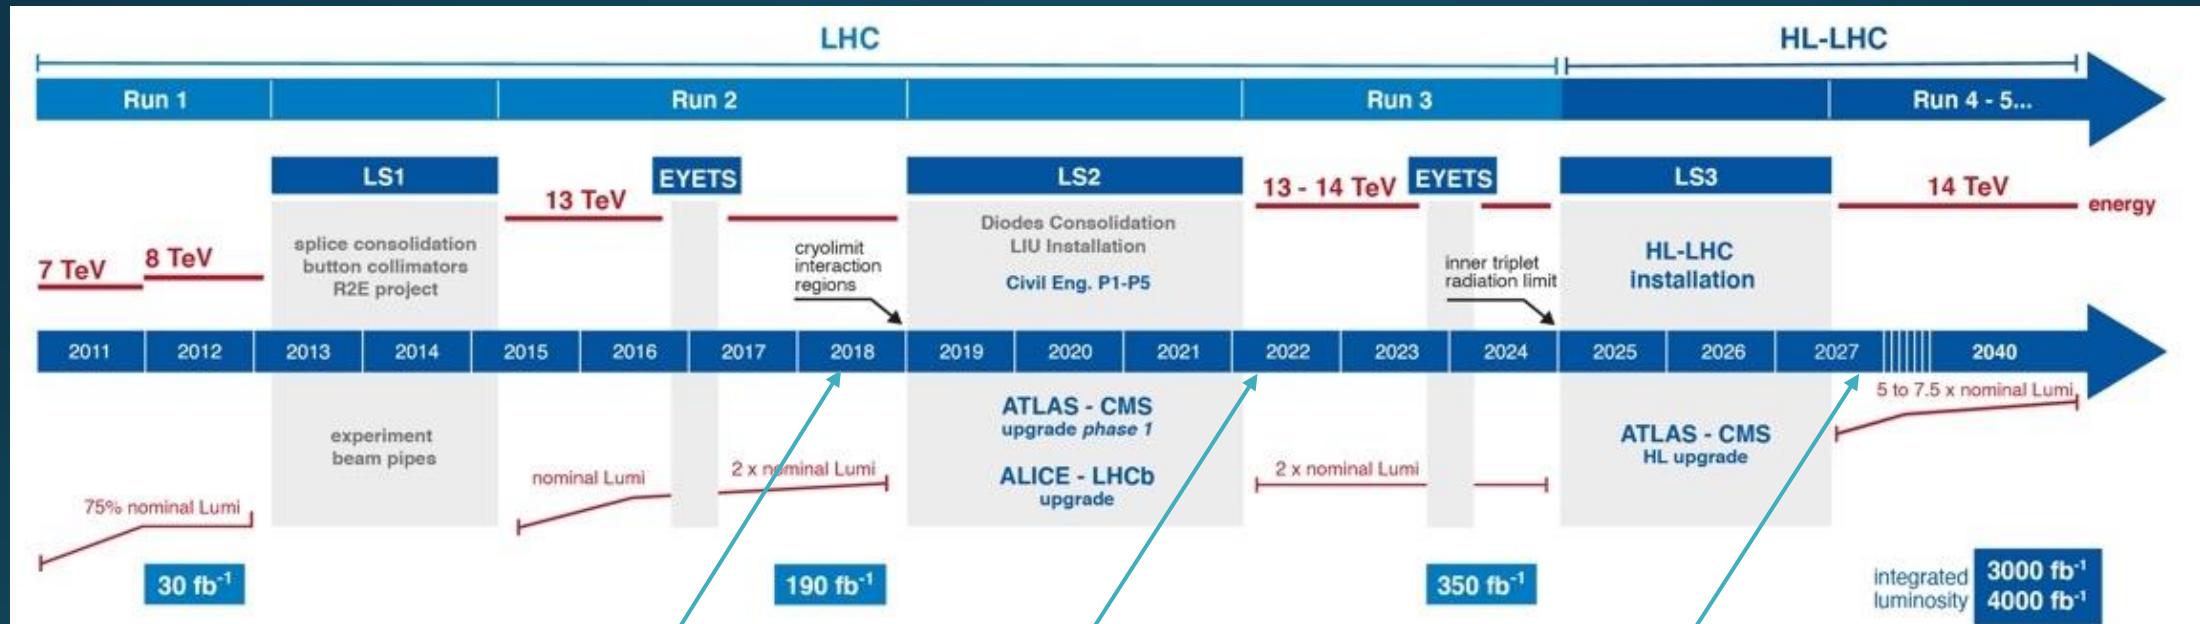 LHC
HL-LHC
Run 1
Run 2
Run 3
Run 4 - 5...
LS1
EYETS
LS2
EYETS
LS3
13 TeV
13 - 14 TeV
14 TeV
energy
7 TeV
8 TeV
splice consolidation
button collimators
R2E project
cryolimit
interaction
regions
Diodes Consolidation
LIU Installation
Civil Eng. P1-P5
inner triplet
radiation limit
HL-LHC
installation
2011
2012
2013
2014
2015
2016
2017
2018
2019
2020
2021
2022
2023
2024
2025
2026
2027
2040
5 to 7.5 x nominal Lumi
experiment
beam pipes
ATLAS - CMS
upgrade phase 1
ALICE - LHCb
upgrade
ATLAS - CMS
HL upgrade
75% nominal Lumi
nominal Lumi
2 x nominal Lumi
2 x nominal Lumi
30 fb⁻¹
190 fb⁻¹
350 fb⁻¹
integrated
luminosity
3000 fb⁻¹
4000 fb⁻¹